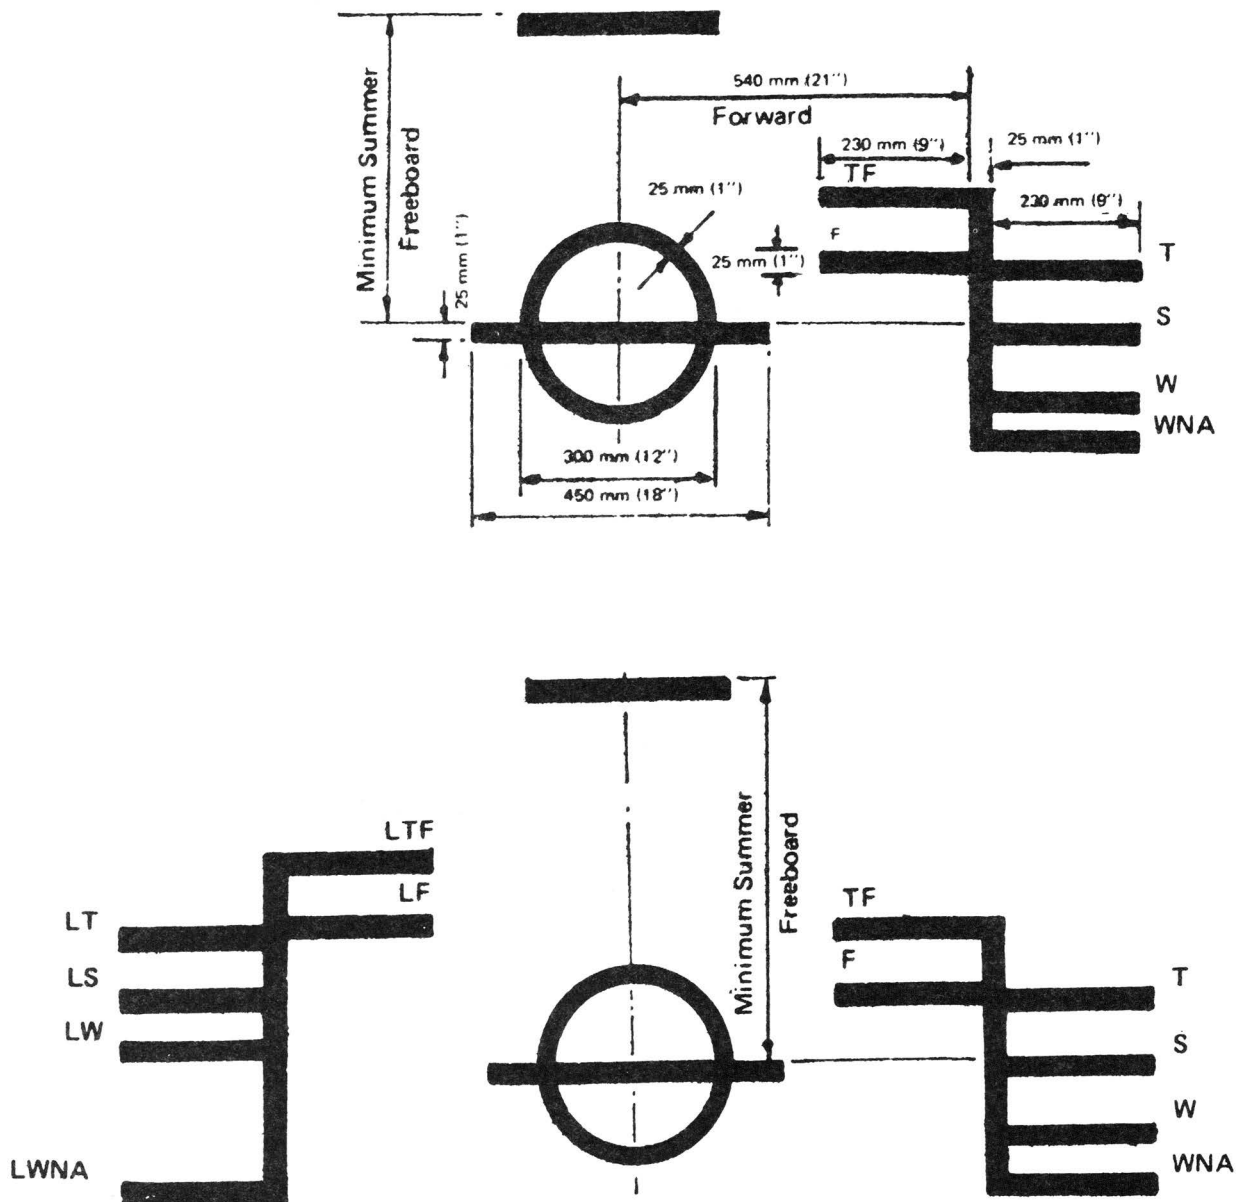 540 mm (21")
Forward
Minimum Summer
Freeboard
230 mm (9")
25 mm (1")
TF
25 mm (1")
230 mm (9")
F
25 mm (1")
T
25 mm (1")
S
W
WNA
300 mm (12")
450 mm (18")
LTF
LF
LT
LS
LW
LWNA
Minimum Summer
Freeboard
TF
F
T
S
W
WNA